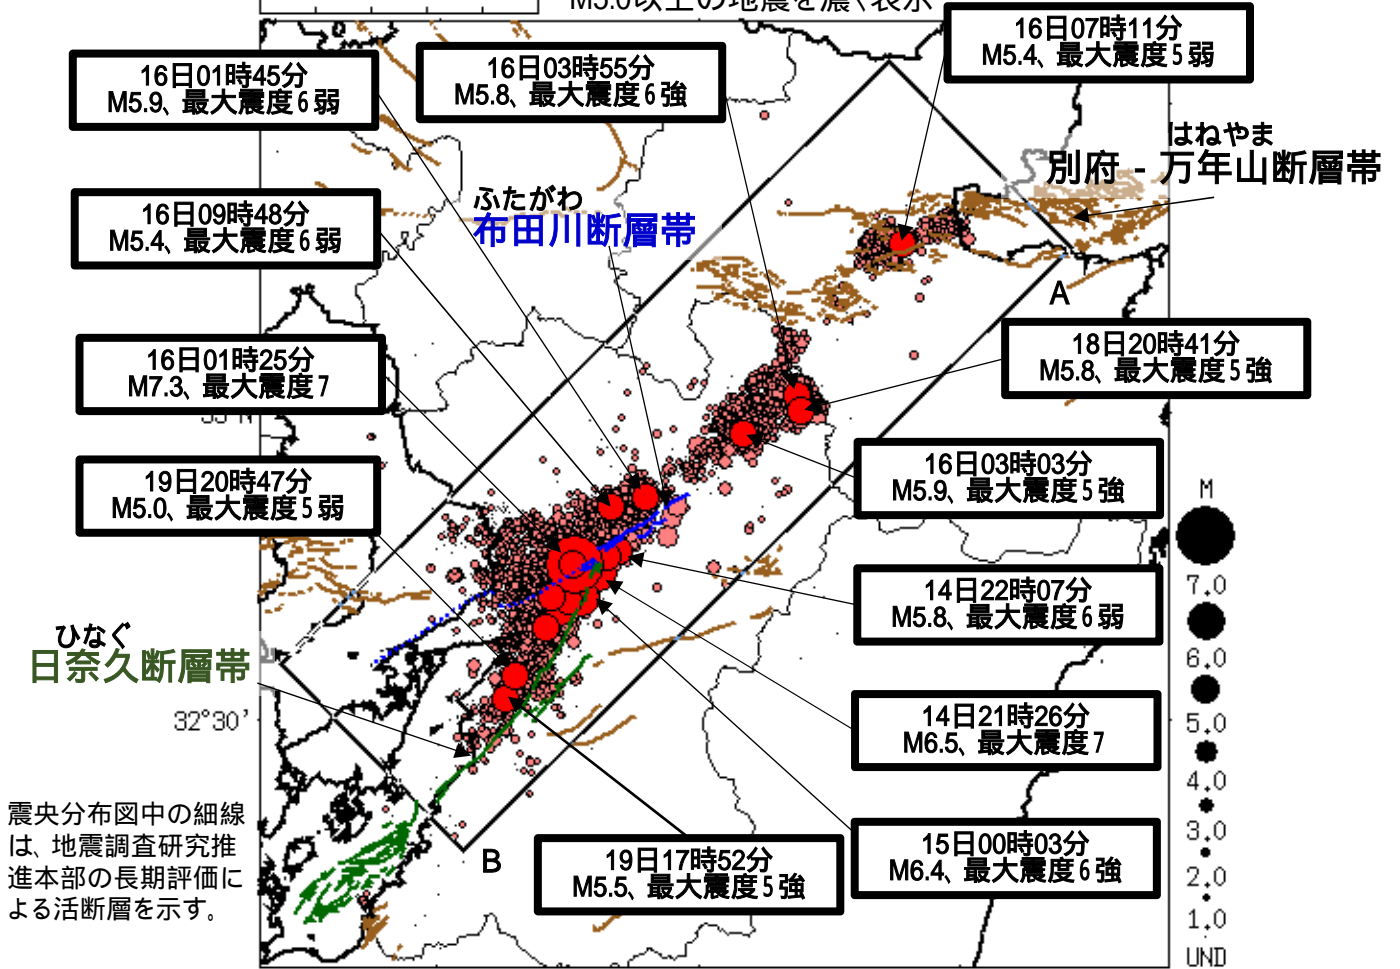 M5.0以上の地震を濃く表示
16日07時11分
M5.4、最大震度5弱
16日01時45分
M5.9、最大震度6弱
16日03時55分
M5.8、最大震度6強
はねやま
別府 - 万年山断層帯
ふたがわ
布田川断層帯
16日09時48分
M5.4、最大震度6弱
A
18日20時41分
M5.8、最大震度5強
16日01時25分
M7.3、最大震度7
16日03時03分
M5.9、最大震度5強
19日20時47分
M5.0、最大震度5弱
14日22時07分
M5.8、最大震度6弱
ひなぐ
日奈久断層帯
14日21時26分
M6.5、最大震度7
32°30'
15日00時03分
M6.4、最大震度6強
19日17時52分
M5.5、最大震度5強
B
震央分布図中の細線
は、地震調査研究推
進本部の長期評価に
よる活断層を示す。
M
7.0
6.0
5.0
4.0
3.0
2.0
1.0
UND